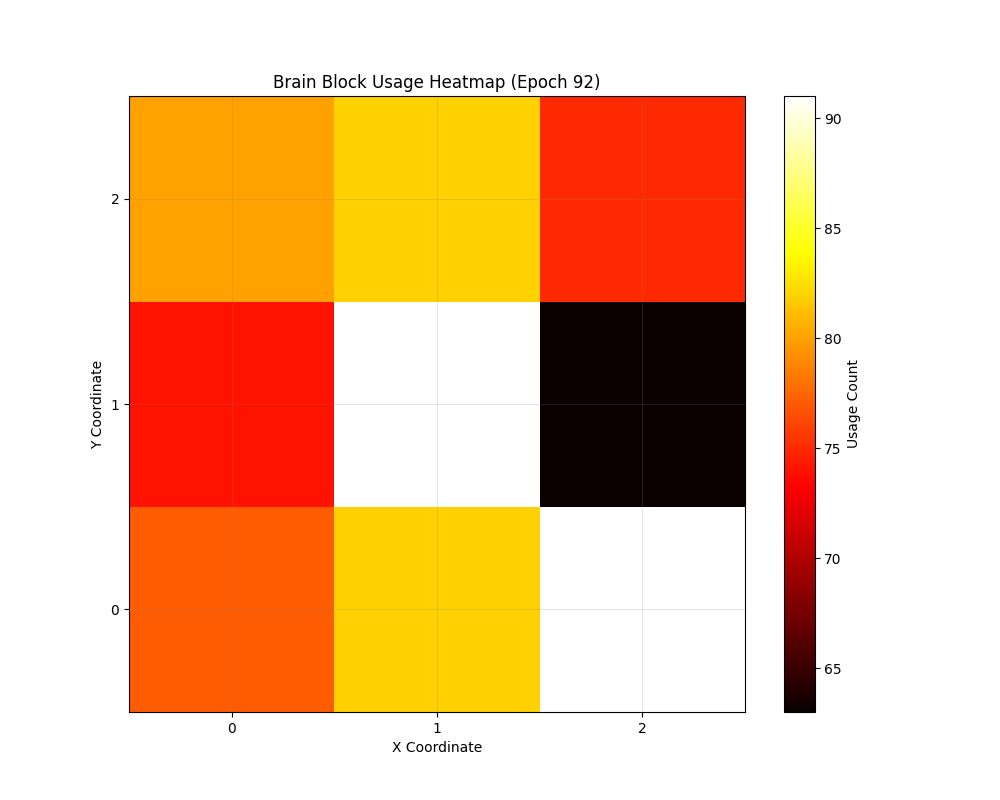 Brain Block Usage Heatmap (Epoch 92)
2
1
0
Y Coordinate
0 1 2
X Coordinate
90
85
80
75
70
65
Usage Count